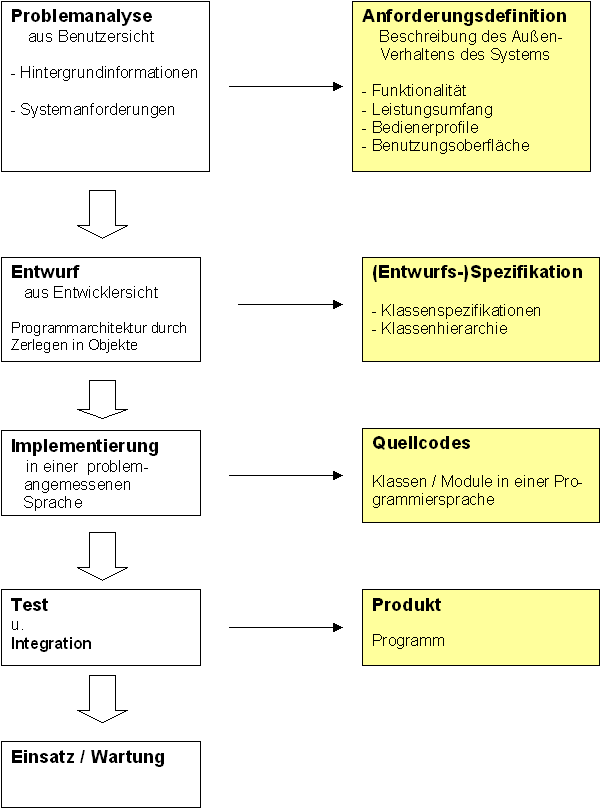 Problemanalyse
aus Benutzersicht
- Hintergrundinformationen
- Systemanforderungen
Anforderungsdefinition
Beschreibung des Außen-
Verhaltens des Systems
- Funktionalität
- Leistungsumfang
- Bedienerprofile
- Benutzungsoberfläche
Entwurf
aus Entwicklersicht
Programmarchitektur durch
Zerlegen in Objekte
(Entwurfs-)Spezifikation
- Klassenspezifikationen
- Klassenhierarchie
Implementierung
in einer problem-
angemessenen
Sprache
Quellcodes
Klassen / Module in einer Pro-
grammiersprache
Test
u.
Integration
Produkt
Programm
Einsatz / Wartung